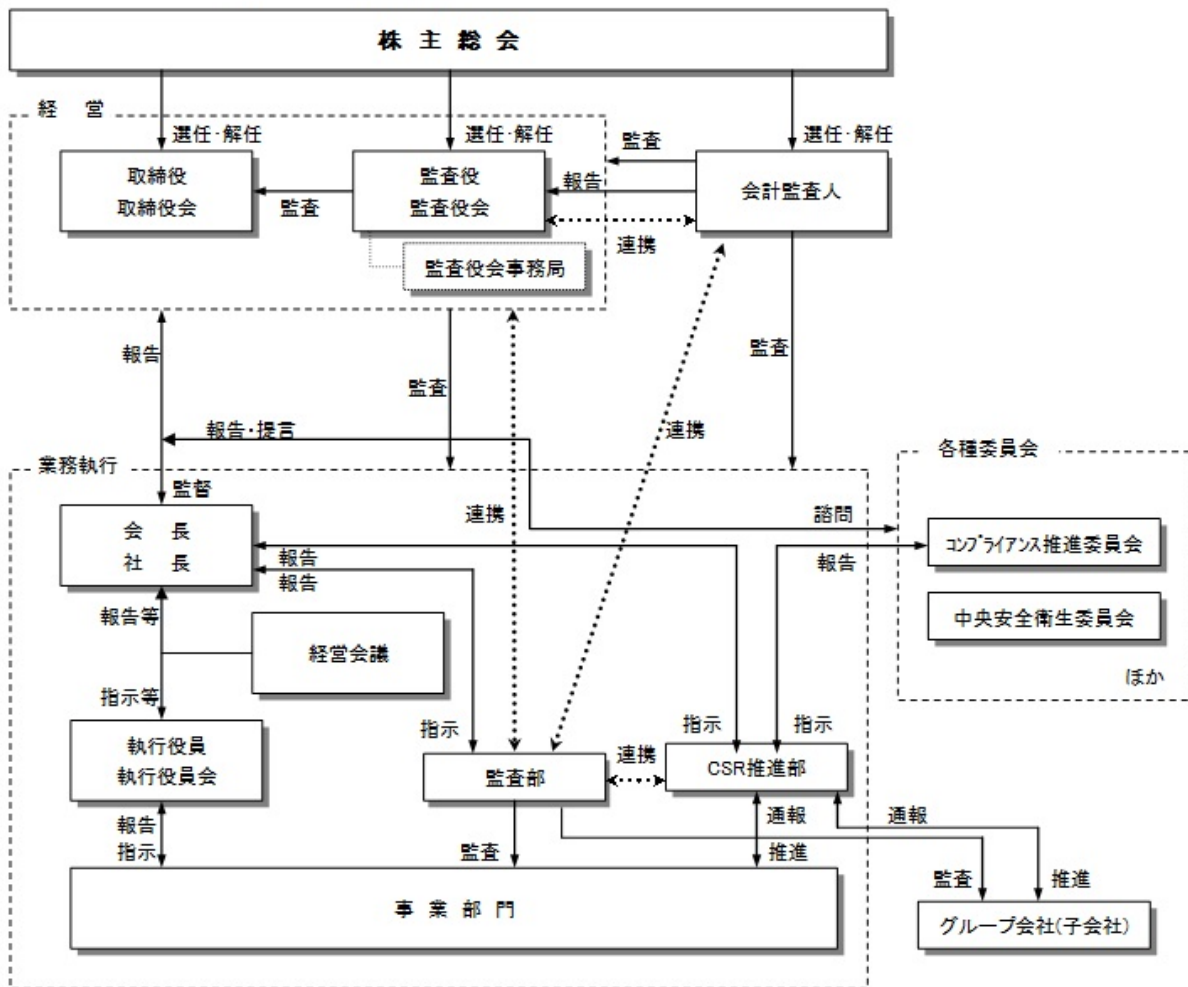 株 主 総 会
経 営
選任･解任
選任･解任
選任･解任
取締役
取締役会
監査
監査役
監査役会
監査
報告
連携
会計監査人
監査役会事務局
報告
監査
監査
連携
報告・提言
業務執行
監督
会 長
社 長
連携
諮問
報告
報告
報告
各種委員会
ｺﾝﾌﾟﾗｲｱﾝｽ推進委員会
中央安全衛生委員会
ほか
報告等
経営会議
指示等
執行役員
執行役員会
指示
監査部
連携
指示
指示
CSR推進部
報告
指示
監査
通報
推進
通報
監査
推進
事 業 部 門
グループ会社(子会社)